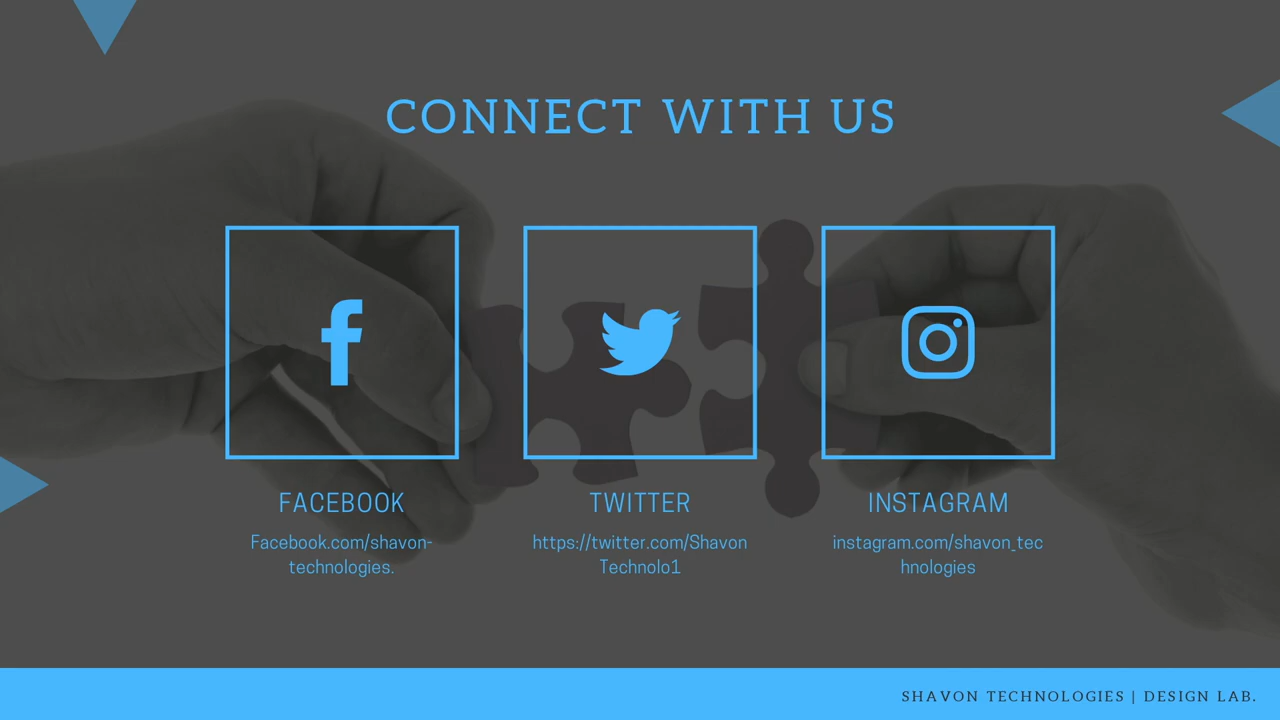 CONNECT WITH US
FACEBOOK
Facebook.com/shavon-
technologies.
TWITTER
https://twitter.com/Shavon
Technolo1
INSTAGRAM
instagram.com/shavon_tec
hnologies
SHAVON TECHNOLOGIES | DESIGN LAB.